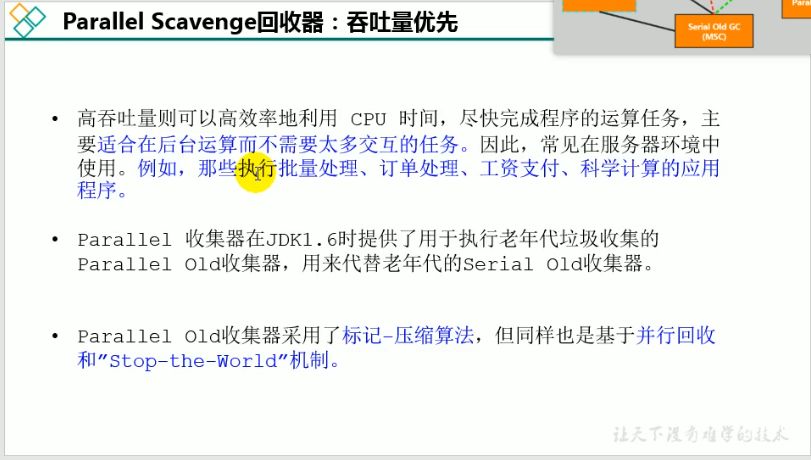 Parallel Scavenge回收器：吞吐量优先
Serial Old GC
(MSC)
• 高吞吐量则可以高效率地利用 CPU 时间，尽快完成程序的运算任务，主
要适合在后台运算而不需要太多交互的任务。因此，常见在服务器环境中
使用。例如，那些执行批量处理、订单处理、工资支付、科学计算的应用
程序。
• Parallel 收集器在JDK1.6时提供了用于执行老年代垃圾收集的
Parallel Old收集器，用来代替老年代的Serial Old收集器。
• Parallel Old收集器采用了标记-压缩算法，但同样也是基于并行回收
和”Stop-the-World”机制。
让天下没有难学的技术